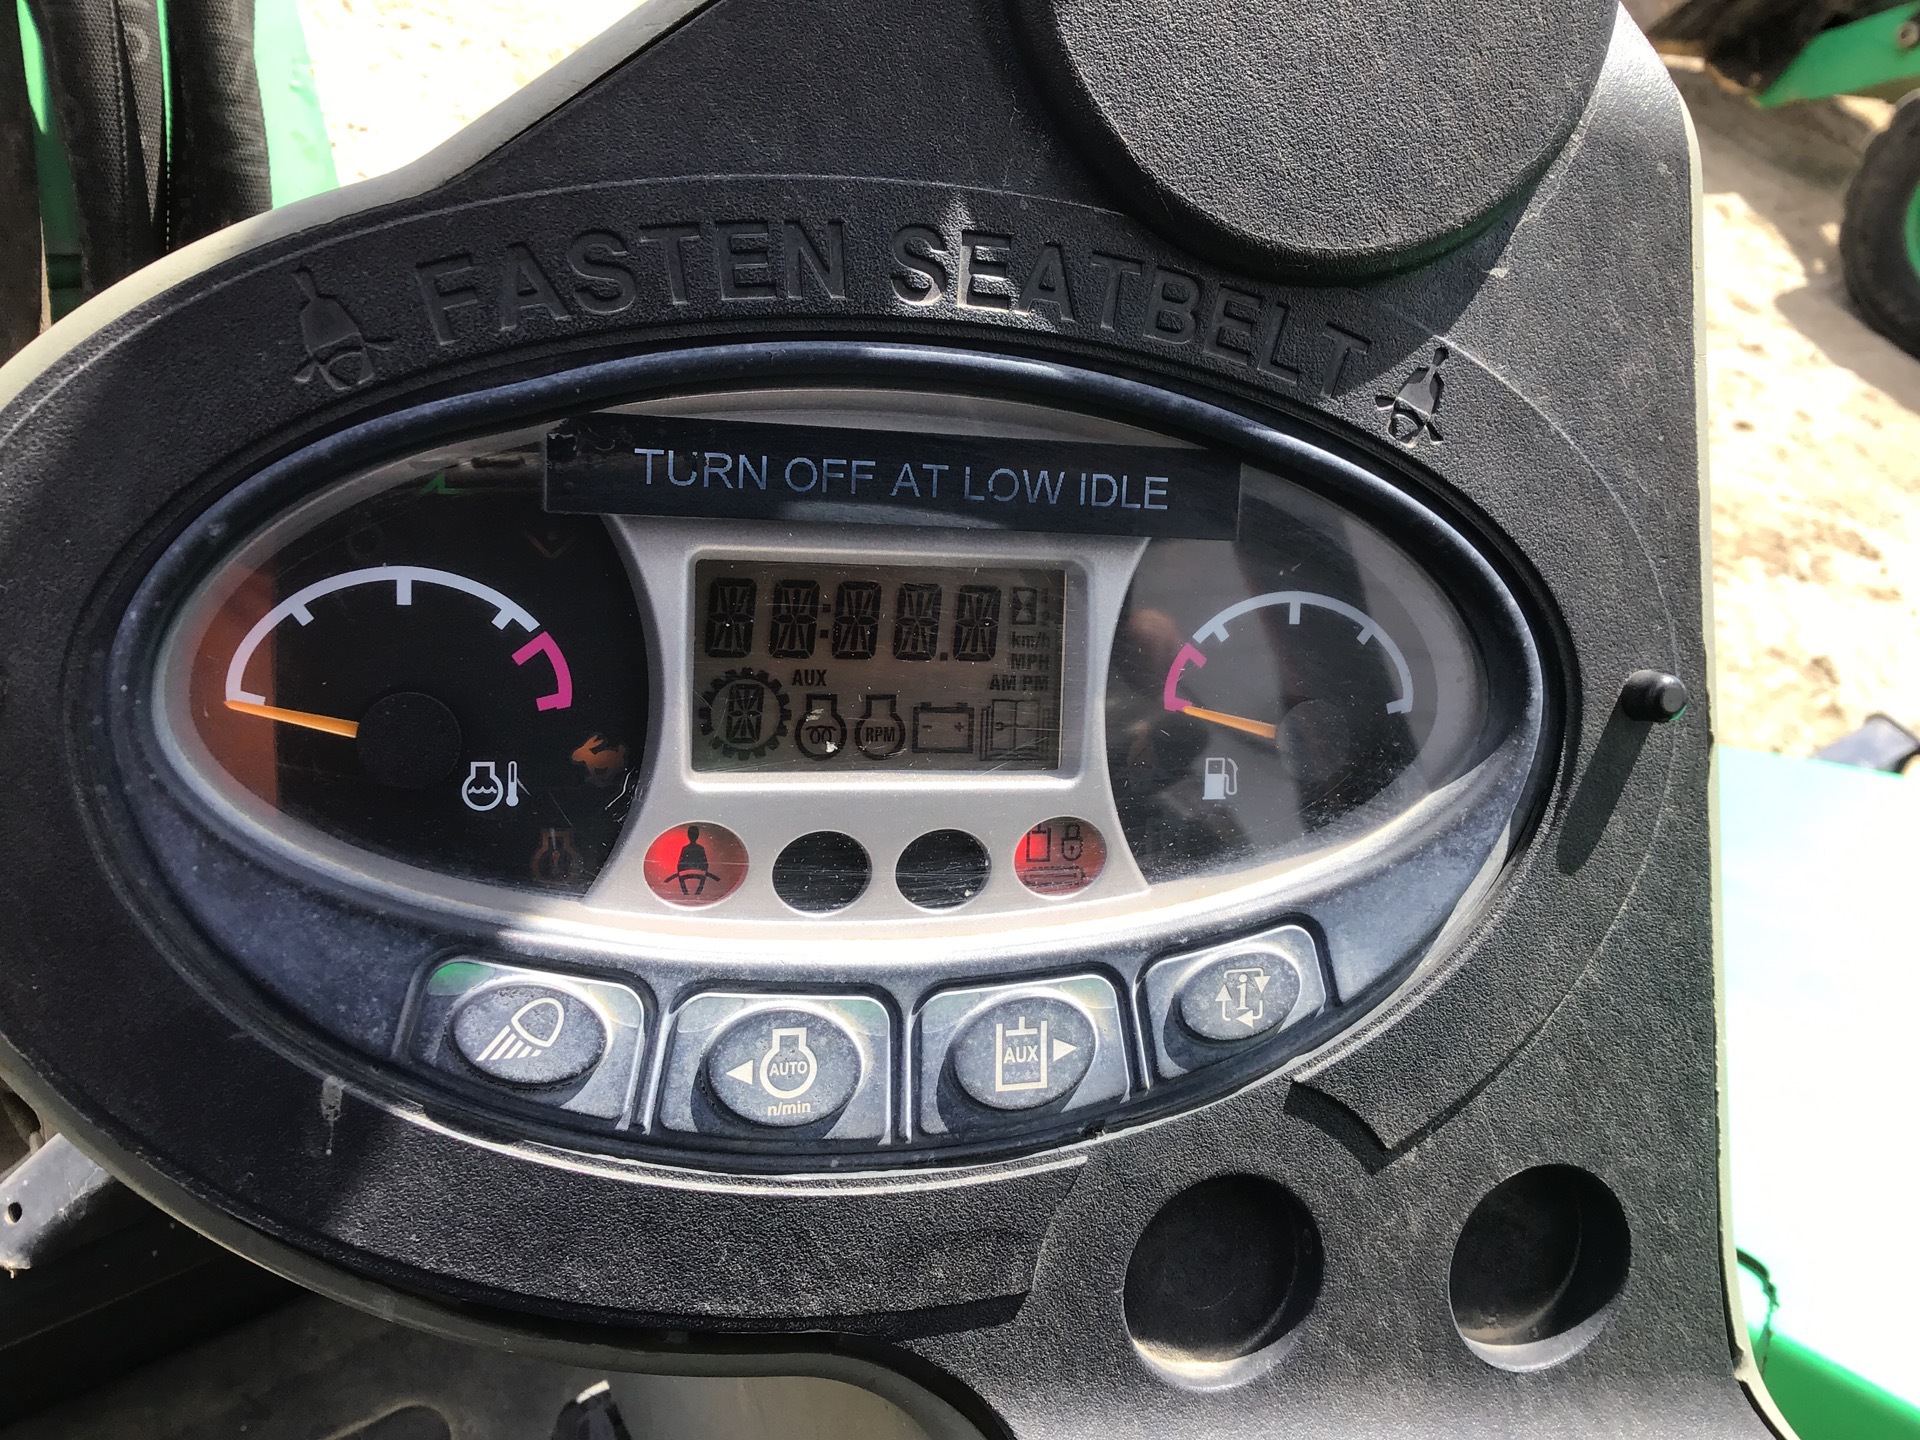 FASTEN SEATBELT
TURN OFF AT LOW IDLE
km/h
MPH
AUX
AM PM
RPM
AUTO
n/min
AUX
i